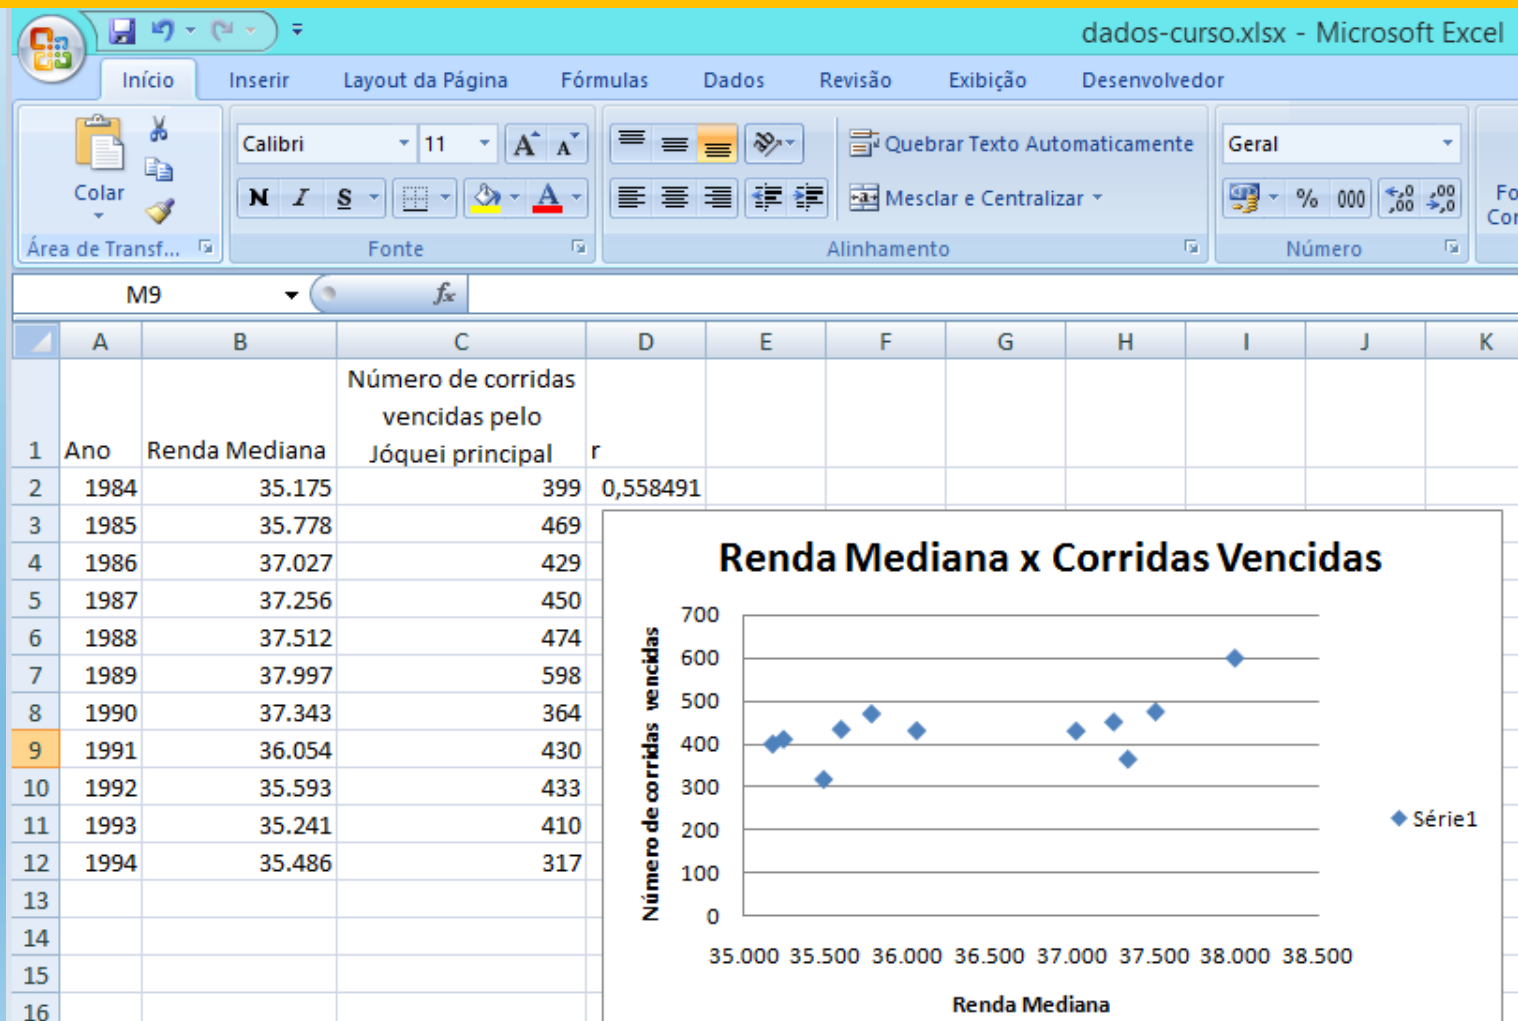 dados-curso.xlsx - Microsoft Excel
Início Inserir Layout da Página Fórmulas Dados Revisão Exibição Desenvolvedor
Colar
Área de Transf...
Calibri 11 A A
N I S A
Fonte
Quebrar Texto Automaticamente
Mesclar e Centralizar
Alinhamento
Geral
% 000 ,0 ,00 ,00 ,0
Número
Fo
Cor
M9 fx
A B C D E F G H I J K
Número de corridas
vencidas pelo
1 Ano Renda Mediana Jóquei principal r
2 1984 35.175 399 0,558491
3 1985 35.778 469
4 1986 37.027 429
5 1987 37.256 450
6 1988 37.512 474
7 1989 37.997 598
8 1990 37.343 364
9 1991 36.054 430
10 1992 35.593 433
11 1993 35.241 410
12 1994 35.486 317
13
14
15
16
Renda Mediana x Corridas Vencidas
Número de corridas vencidas
700
600
500
400
300
200
100
0
35.000 35.500 36.000 36.500 37.000 37.500 38.000 38.500
Renda Mediana
Série1